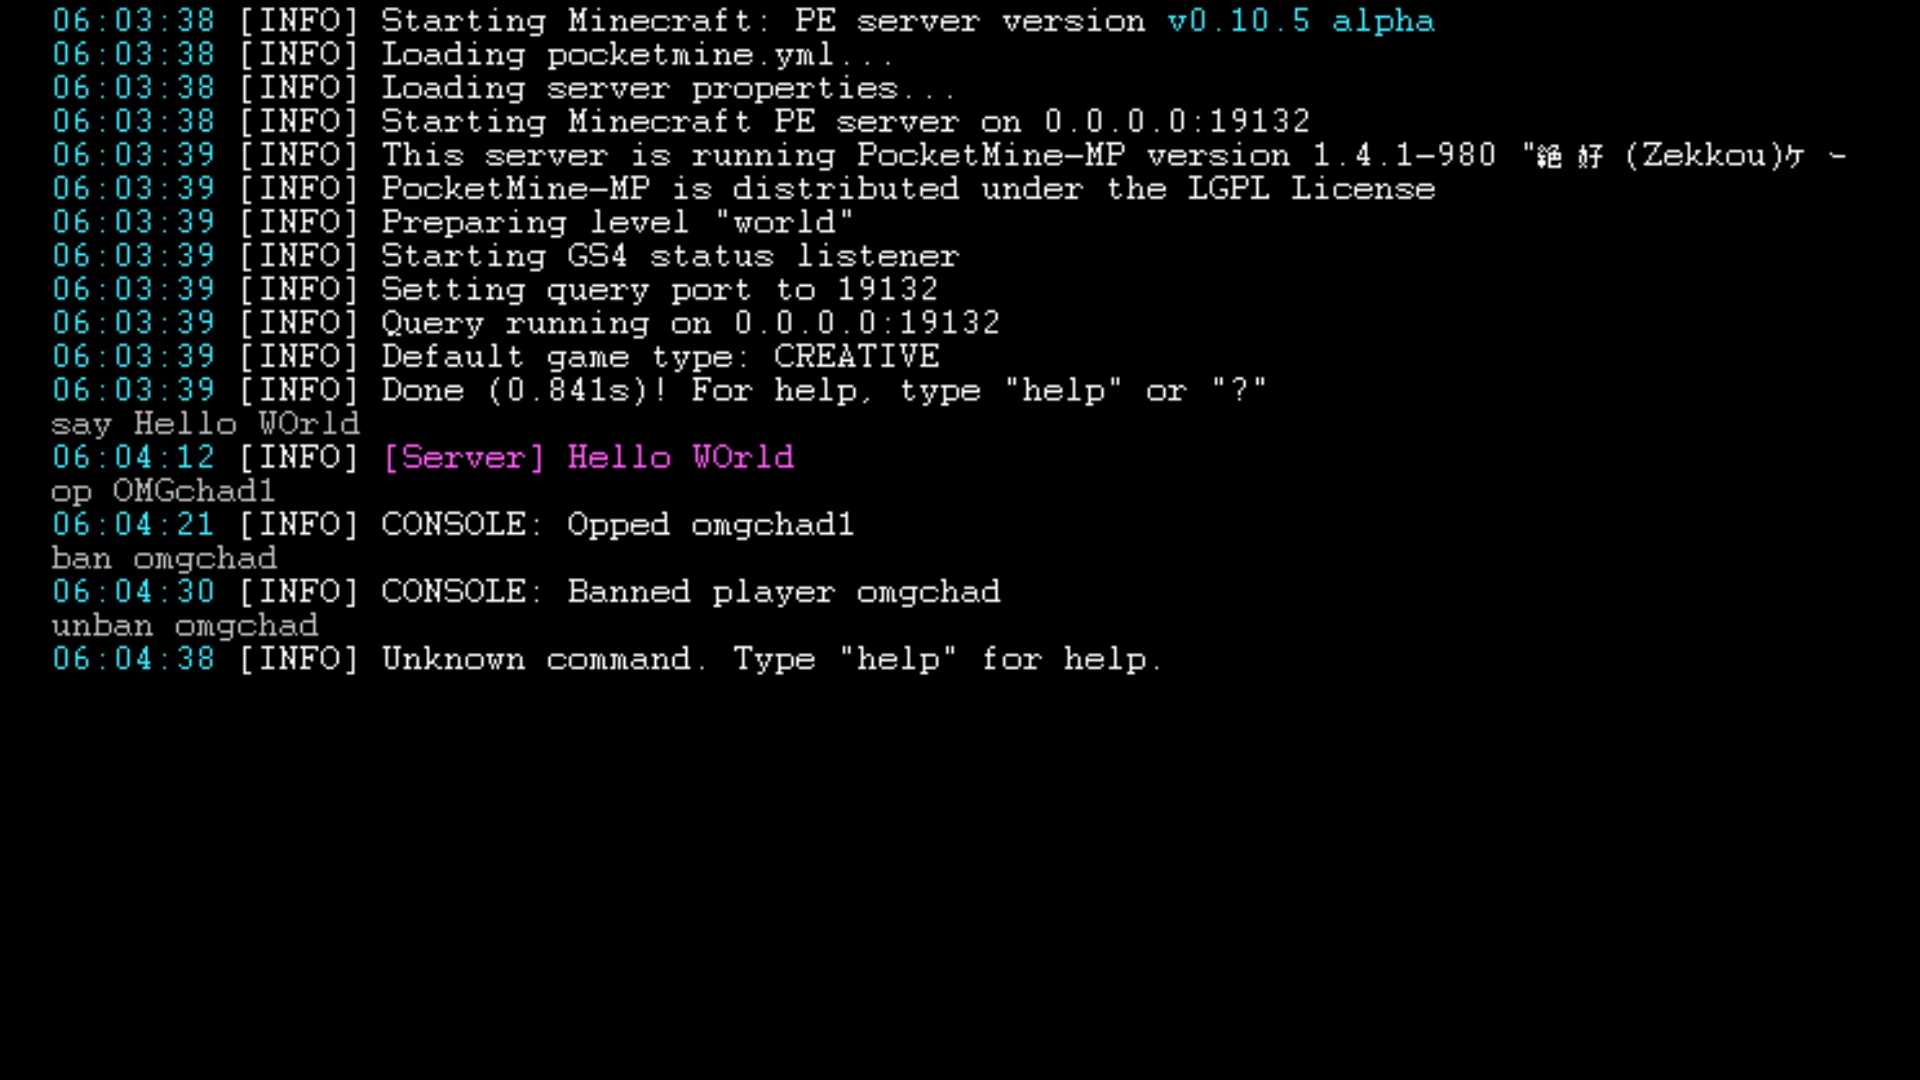 06:03:38 [INFO] Starting Minecraft: PE server version v0.10.5 alpha
06:03:38 [INFO] Loading pocketmine.yml...
06:03:38 [INFO] Loading server properties...
06:03:38 [INFO] Starting Minecraft PE server on 0.0.0.0:19132
06:03:39 [INFO] This server is running PocketMine-MP version 1.4.1-980 "絶好 (Zekkou)ケ ー
06:03:39 [INFO] PocketMine-MP is distributed under the LGPL License
06:03:39 [INFO] Preparing level "world"
06:03:39 [INFO] Starting GS4 status listener
06:03:39 [INFO] Setting query port to 19132
06:03:39 [INFO] Query running on 0.0.0.0:19132
06:03:39 [INFO] Default game type: CREATIVE
06:03:39 [INFO] Done (0.841s)! For help, type "help" or "?"
say Hello WOrld
06:04:12 [INFO] [Server] Hello WOrld
op OMGchad1
06:04:21 [INFO] CONSOLE: Opped omgchad1
ban omgchad
06:04:30 [INFO] CONSOLE: Banned player omgchad
unban omgchad
06:04:38 [INFO] Unknown command. Type "help" for help.